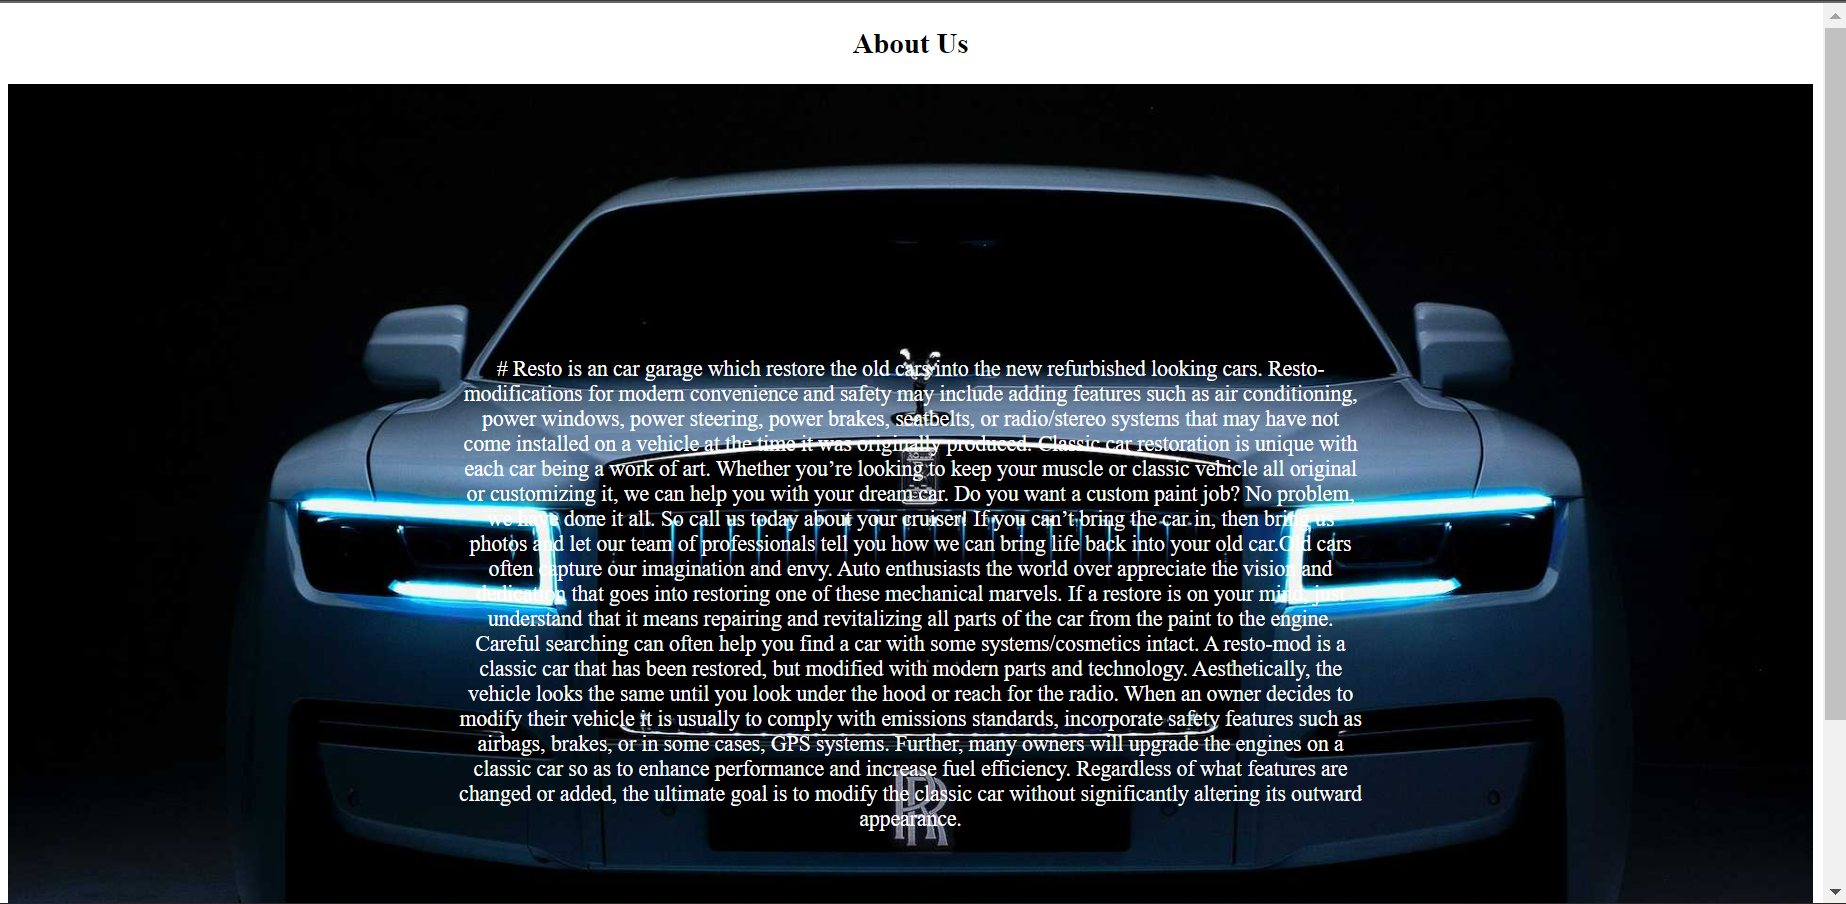 About Us
# Resto is an car garage which restore the old cars into the new refurbished looking cars. Resto-
modifications for modern convenience and safety may include adding features such as air conditioning,
power windows, power steering, power brakes, seatbelts, or radio/stereo systems that may have not
come installed on a vehicle at the time it was originally produced. Classic car restoration is unique with
each car being a work of art. Whether you’re looking to keep your muscle or classic vehicle all original
or customizing it, we can help you with your dream car. Do you want a custom paint job? No problem,
we have done it all. So call us today about your cruiser! If you can’t bring the car in, then bring us
photos and let our team of professionals tell you how we can bring life back into your old car.Old cars
often capture our imagination and envy. Auto enthusiasts the world over appreciate the vision and
dedication that goes into restoring one of these mechanical marvels. If a restore is on your mind, just
understand that it means repairing and revitalizing all parts of the car from the paint to the engine.
Careful searching can often help you find a car with some systems/cosmetics intact. A resto-mod is a
classic car that has been restored, but modified with modern parts and technology. Aesthetically, the
vehicle looks the same until you look under the hood or reach for the radio. When an owner decides to
modify their vehicle it is usually to comply with emissions standards, incorporate safety features such as
airbags, brakes, or in some cases, GPS systems. Further, many owners will upgrade the engines on a
classic car so as to enhance performance and increase fuel efficiency. Regardless of what features are
changed or added, the ultimate goal is to modify the classic car without significantly altering its outward
appearance.
RR